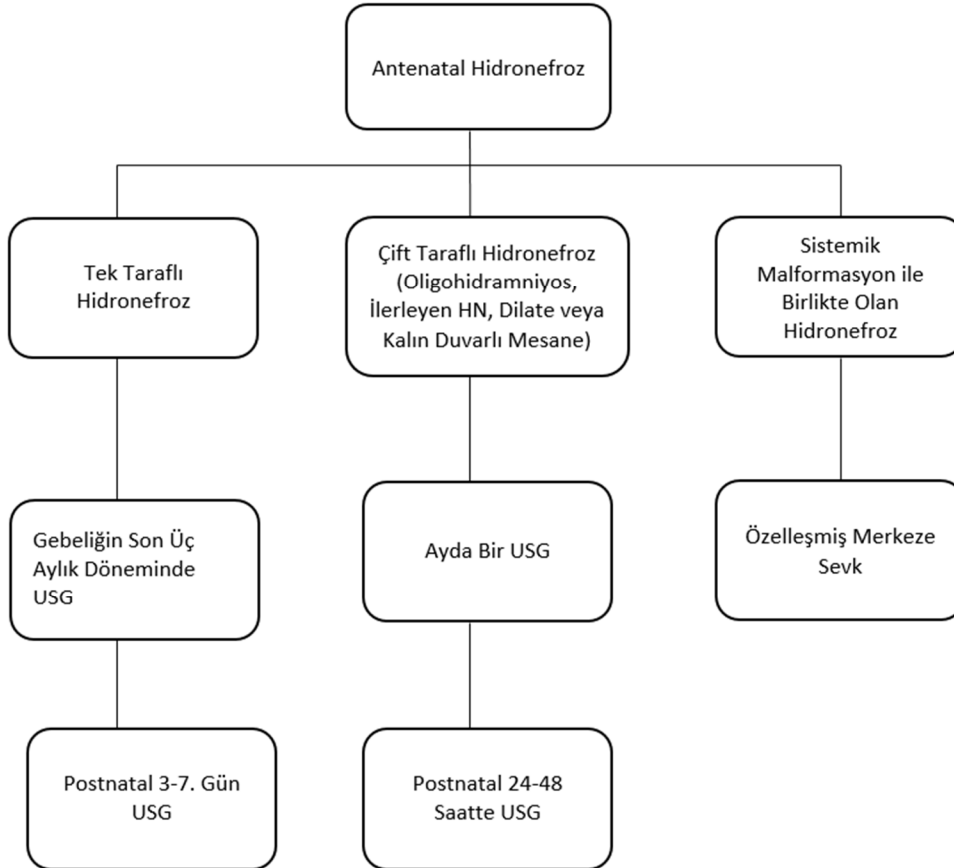 Antenatal Hidronefroz
Tek Taraflı
Hidronefroz
Çift Taraflı Hidronefroz
(Oligohidramniyos,
İlerleyen HN, Dilate veya
Kalın Duvarlı Mesane)
Sistemik
Malformasyon ile
Birlikte Olan
Hidronefroz
Gebeliğin Son Üç
Aylık Döneminde
USG
Ayda Bir USG
Özelleşmiş Merkeze
Sevk
Postnatal 3-7. Gün
USG
Postnatal 24-48
Saatte USG